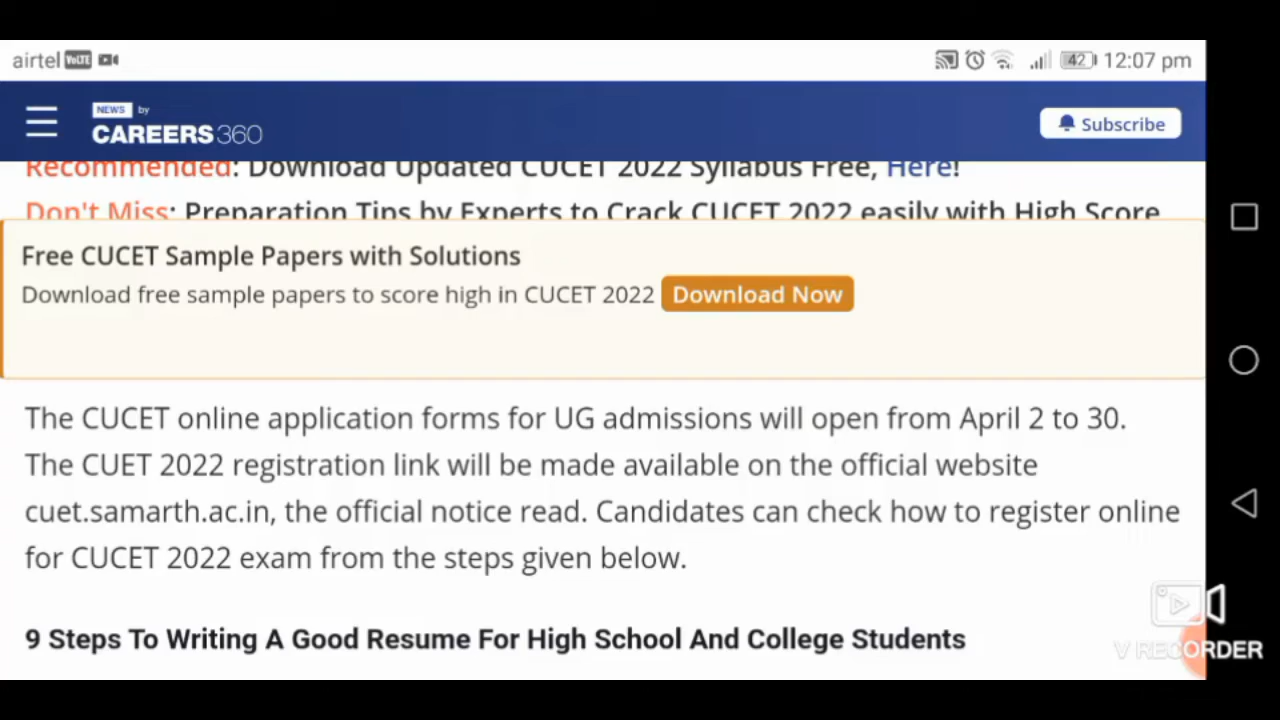 airtel VoLTE 42 12:07 pm
NEWS by
CAREERS360
Subscribe
Recommended: Download Updated CUCET 2022 Syllabus Free, Here!
Don't Miss: Preparation Tips by Experts to Crack CUCET 2022 easily with High Score
Free CUCET Sample Papers with Solutions
Download free sample papers to score high in CUCET 2022 Download Now
The CUCET online application forms for UG admissions will open from April 2 to 30.
The CUET 2022 registration link will be made available on the official website
cuet.samarth.ac.in, the official notice read. Candidates can check how to register online
for CUCET 2022 exam from the steps given below.
9 Steps To Writing A Good Resume For High School And College Students
V RECORDER